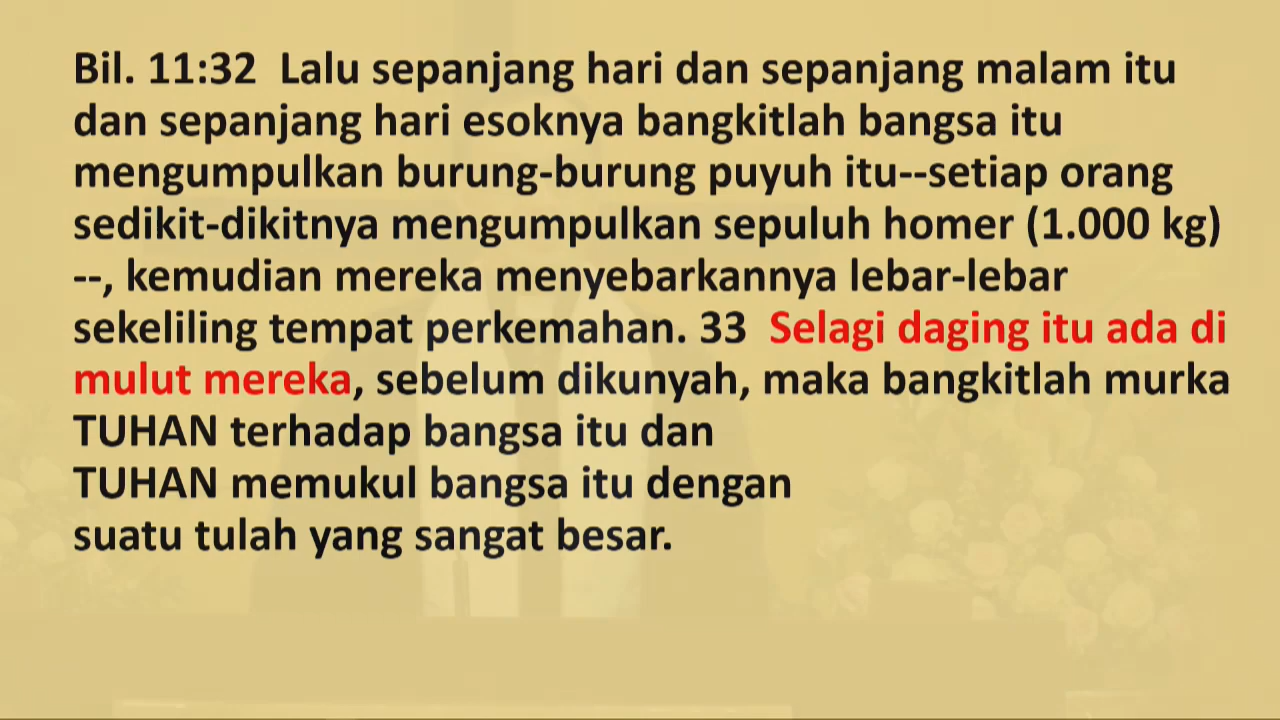 Bil. 11:32  Lalu sepanjang hari dan sepanjang malam itu
dan sepanjang hari esoknya bangkitlah bangsa itu
mengumpulkan burung-burung puyuh itu--setiap orang
sedikit-dikitnya mengumpulkan sepuluh homer (1.000 kg)
--, kemudian mereka menyebarkannya lebar-lebar
sekeliling tempat perkemahan. 33  Selagi daging itu ada di
mulut mereka, sebelum dikunyah, maka bangkitlah murka
TUHAN terhadap bangsa itu dan
TUHAN memukul bangsa itu dengan
suatu tulah yang sangat besar.